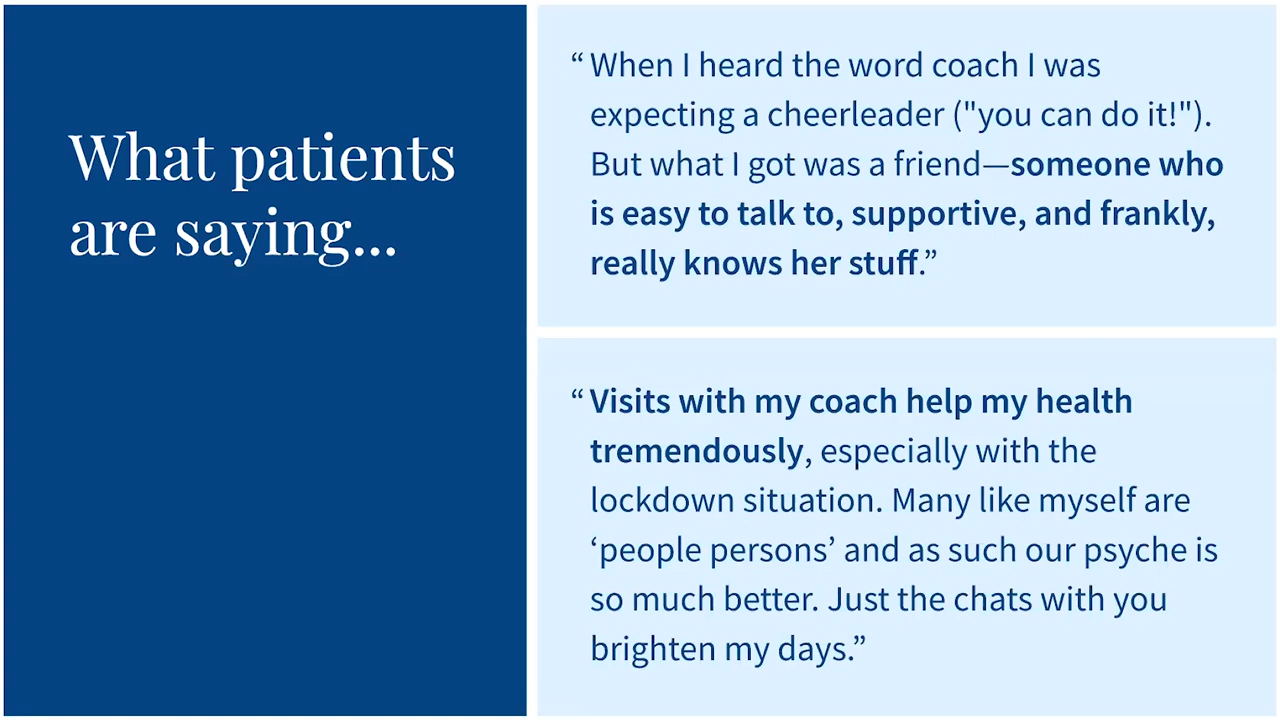 What patients
are saying...
“When I heard the word coach I was
expecting a cheerleader ("you can do it!").
But what I got was a friend—someone who
is easy to talk to, supportive, and frankly,
really knows her stuff.”
“Visits with my coach help my health
tremendously, especially with the
lockdown situation. Many like myself are
‘people persons’ and as such our psyche is
so much better. Just the chats with you
brighten my days.”